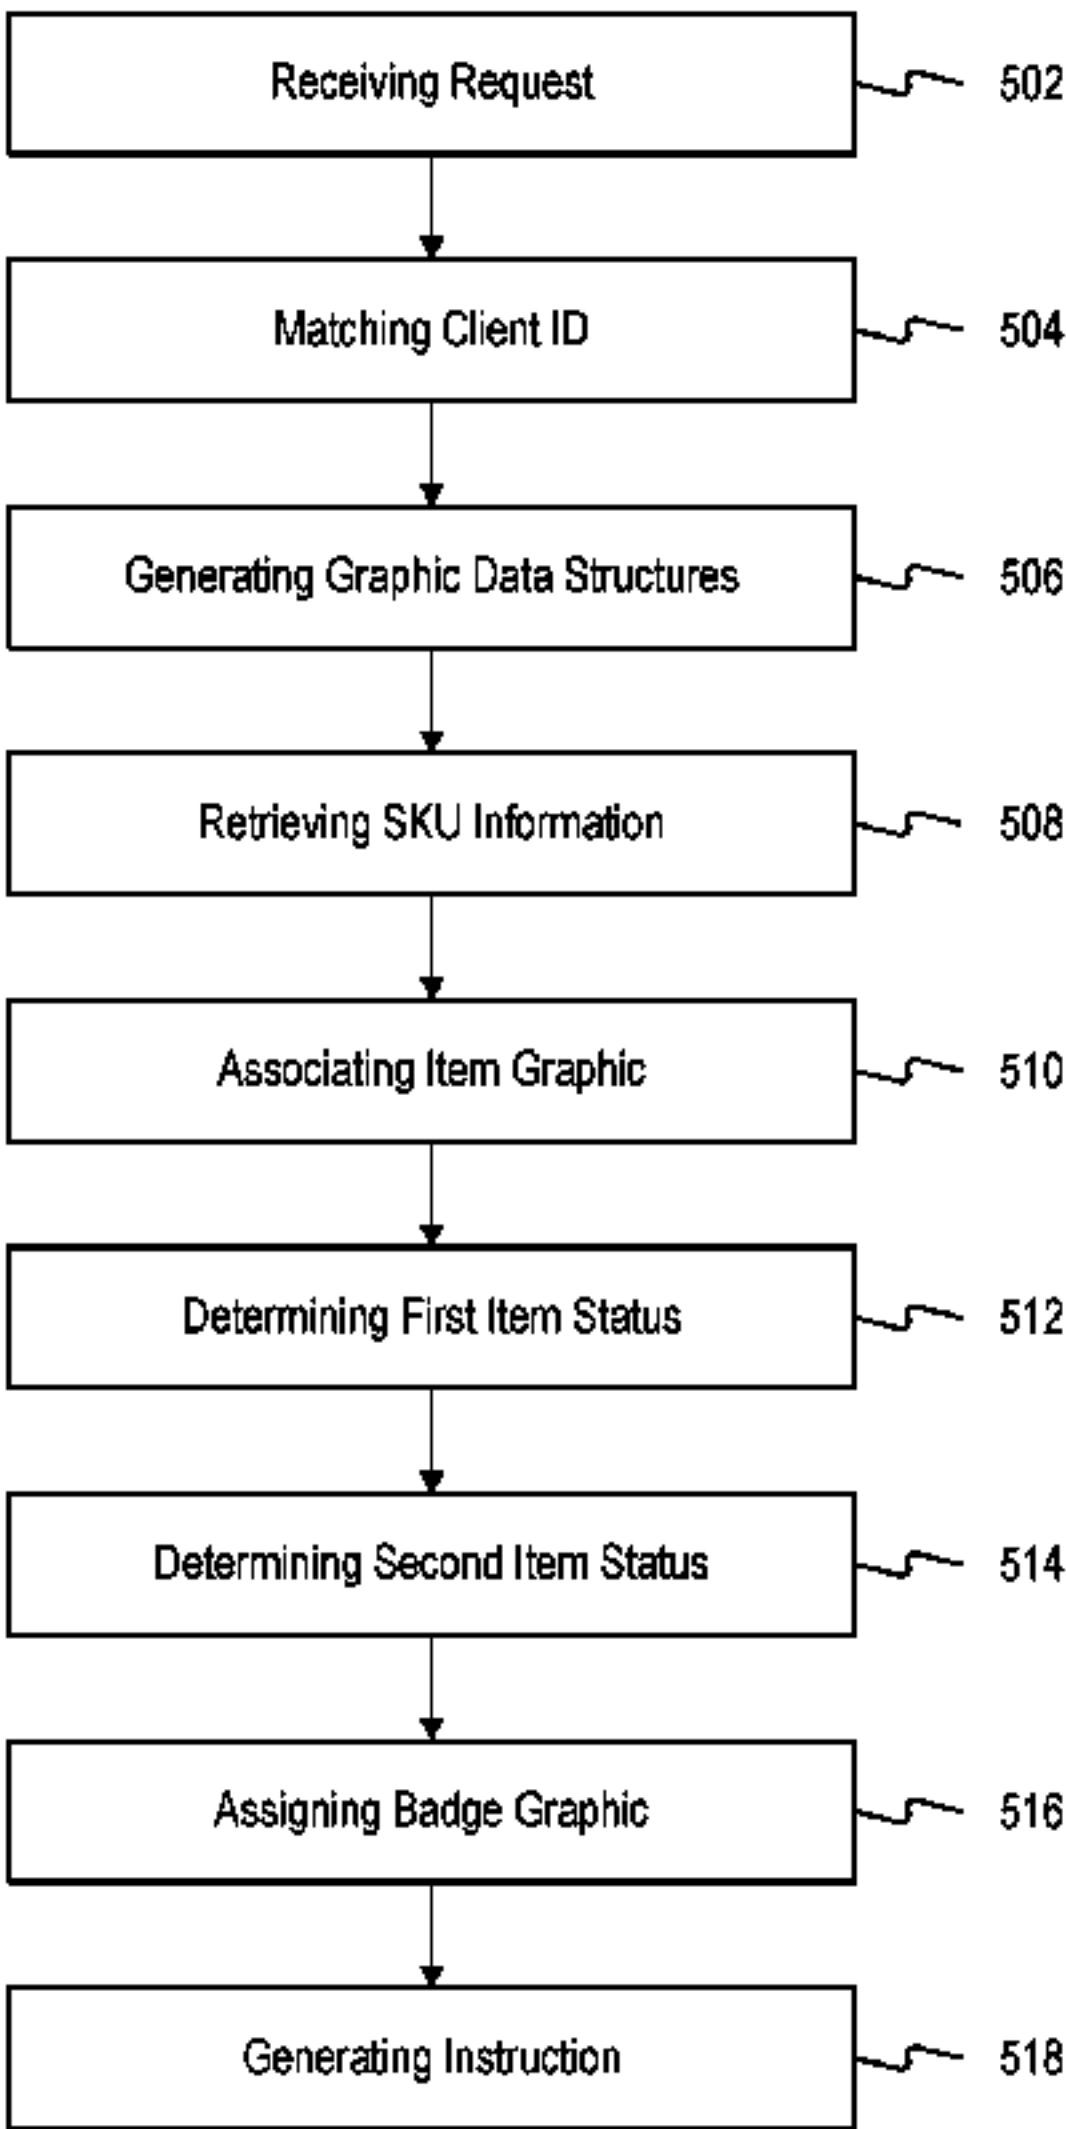 Receiving Request 502
Matching Client ID 504
Generating Graphic Data Structures 506
Retrieving SKU Information 508
Associating Item Graphic 510
Determining First Item Status 512
Determining Second Item Status 514
Assigning Badge Graphic 516
Generating Instruction 518